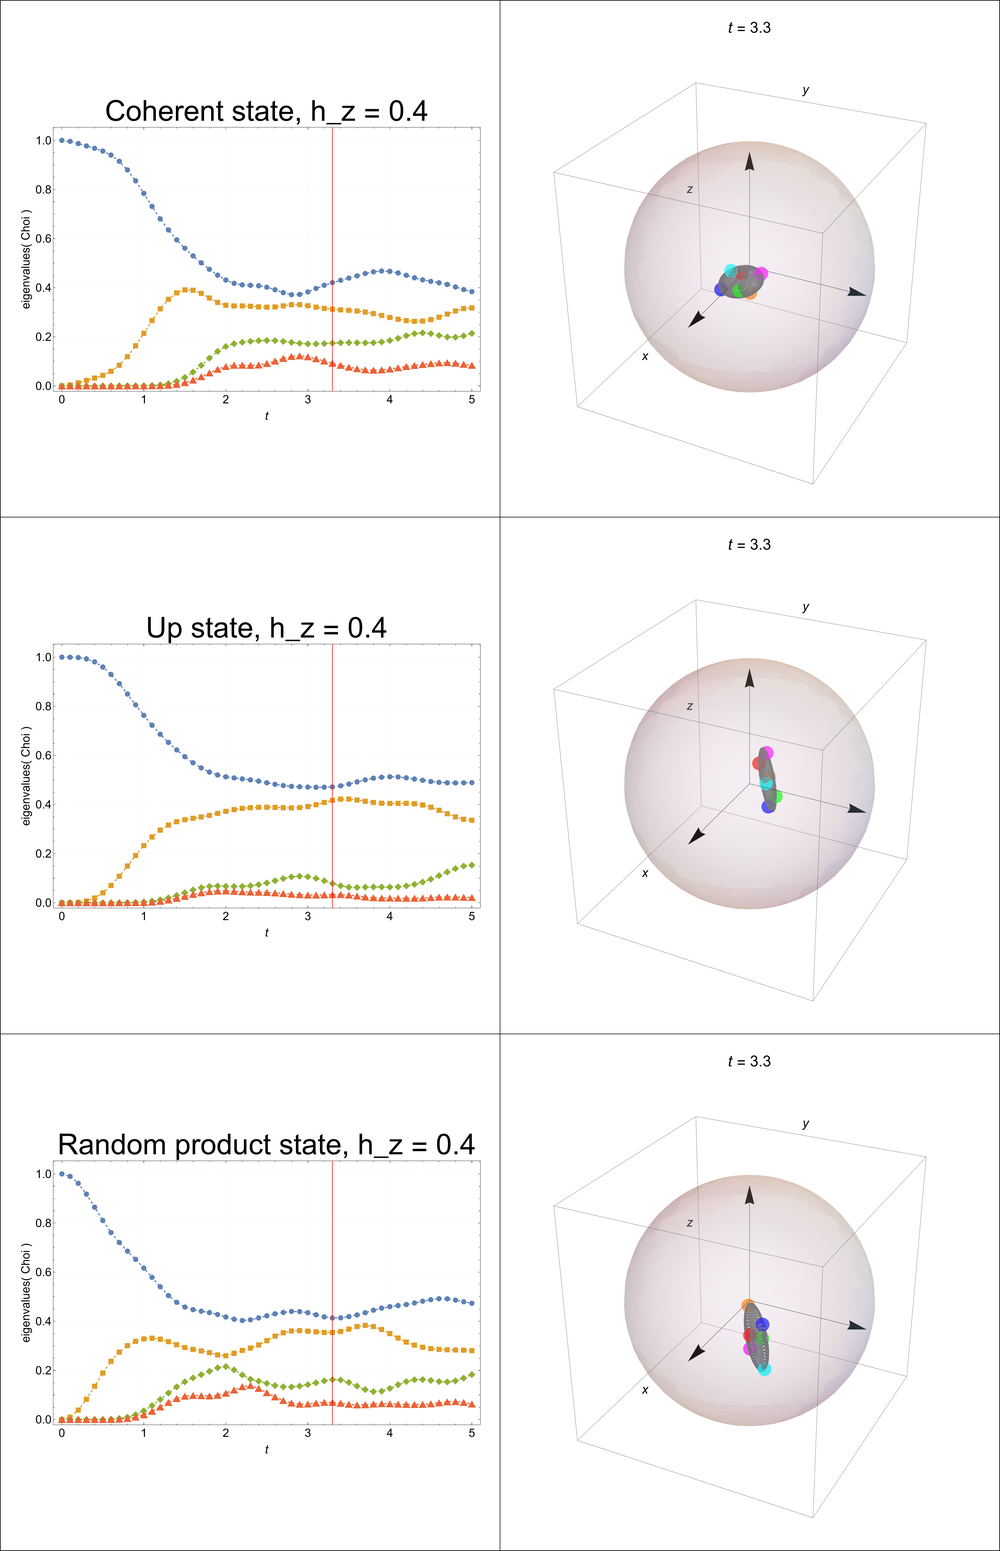 t = 3.3
Coherent state, h_z = 0.4
1.0
0.8
0.6
0.4
0.2
0.0
eigenvalues( Choi )
0 1 2 3 4 5
t
y
z
x
t = 3.3
Up state, h_z = 0.4
1.0
0.8
0.6
0.4
0.2
0.0
eigenvalues( Choi )
0 1 2 3 4 5
t
y
z
x
t = 3.3
Random product state, h_z = 0.4
1.0
0.8
0.6
0.4
0.2
0.0
eigenvalues( Choi )
0 1 2 3 4 5
t
y
z
x